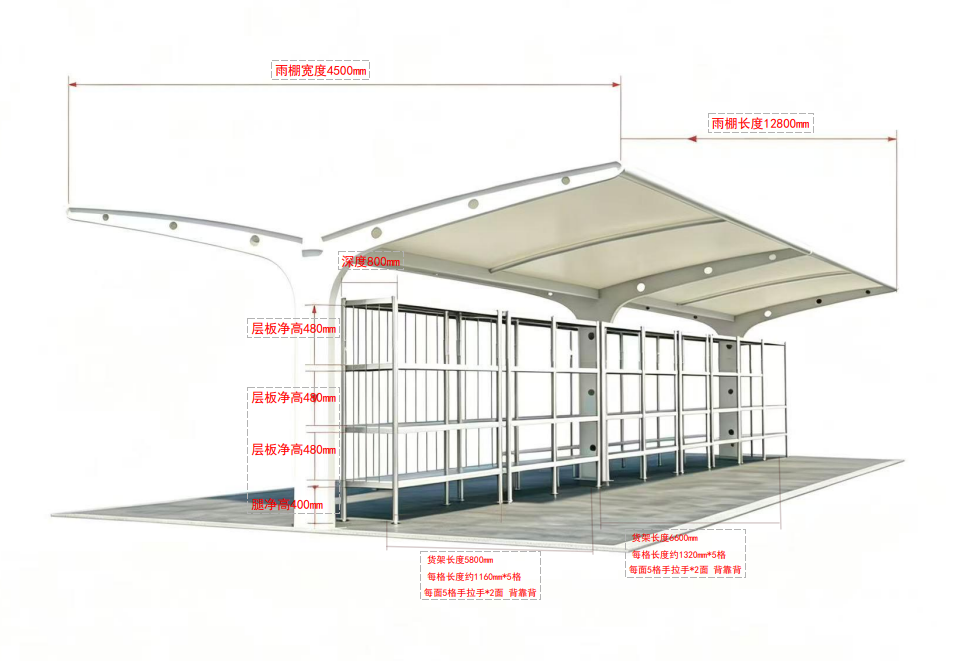 雨棚宽度4500mm
雨棚长度12800mm
深度800mm
层板净高480mm
层板净高480mm
层板净高480mm
腿净高400mm
货架长度5800mm
每格长度约1160mm*5格
每面5格手拉手*2面 背靠背
货架长度6600mm
每格长度约1320mm*5格
每面5格手拉手*2面 背靠背